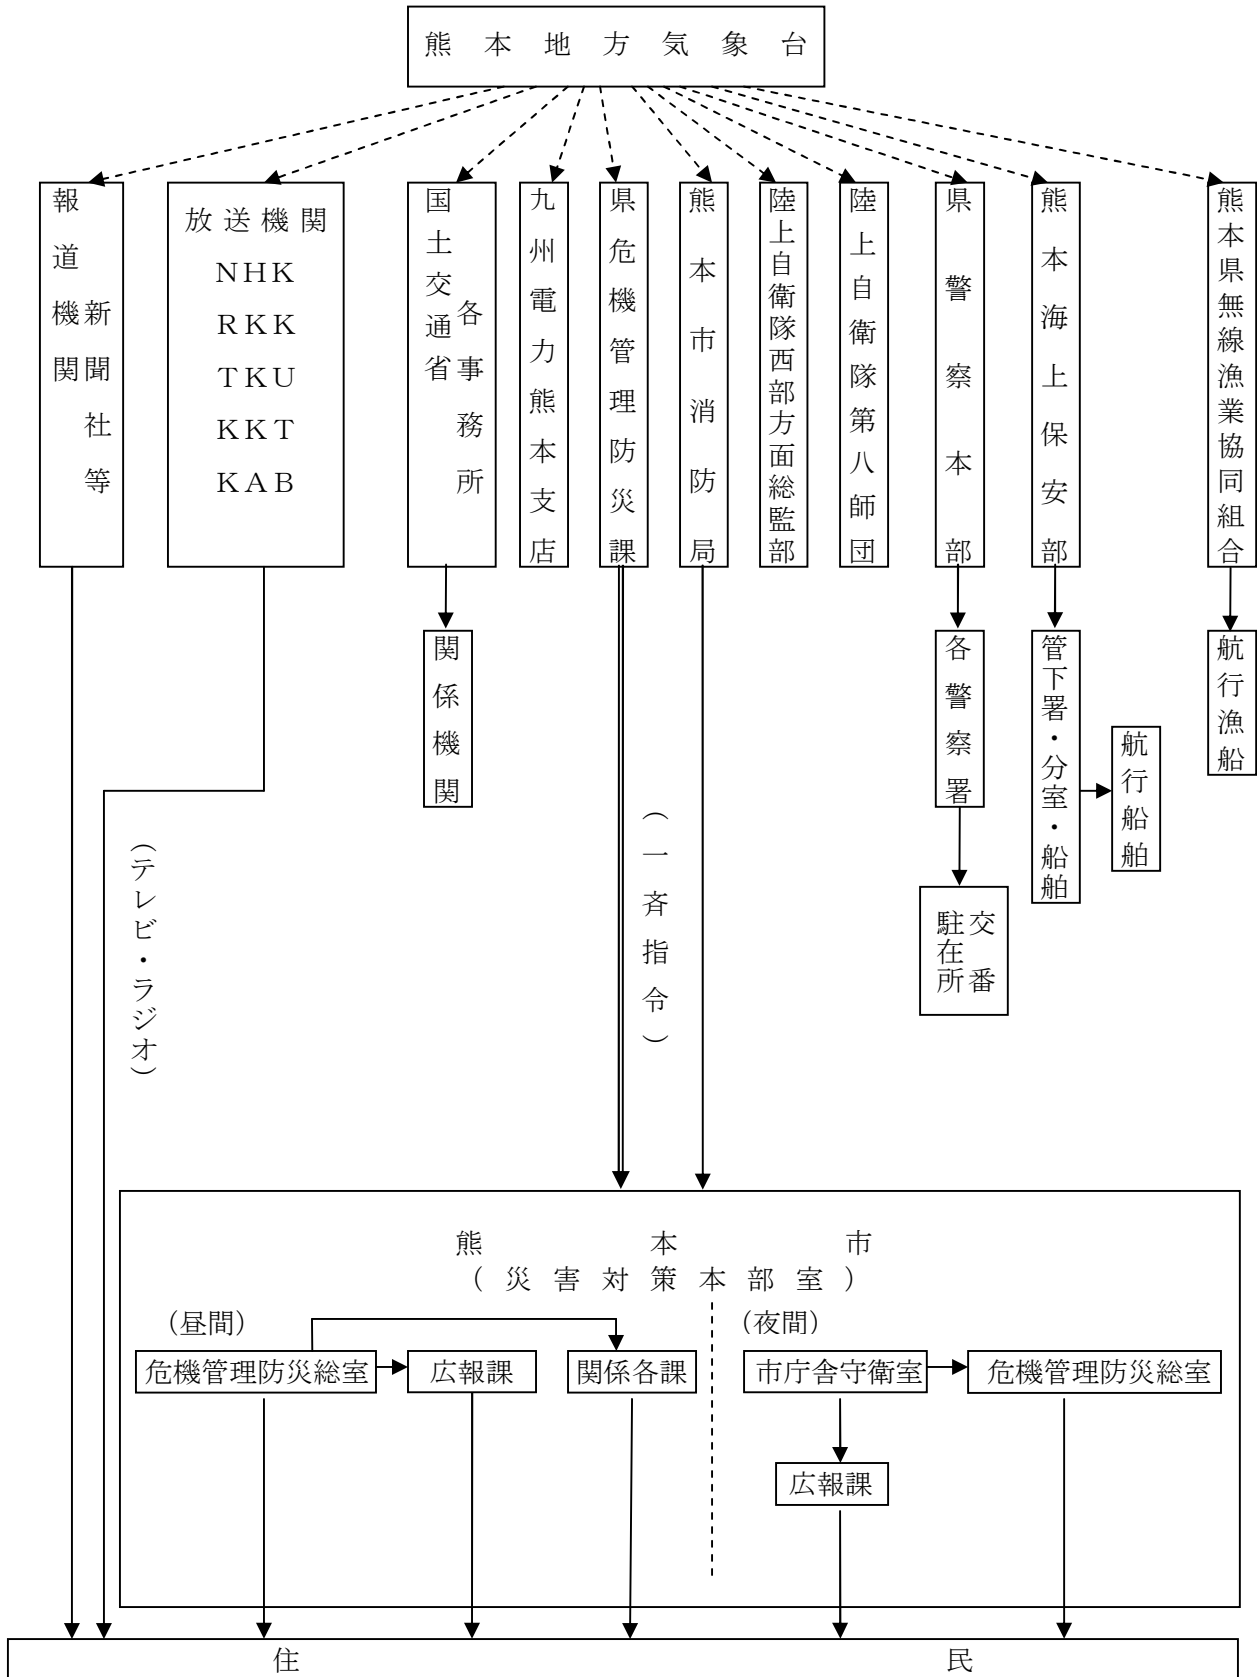 熊本地方気象台
報道機関
新聞社等
放送機関
NHK
RKK
TKU
KKT
KAB
国土交通省
各事務所
九州電力熊本支店
県危機管理防災課
熊本市消防局
陸上自衛隊西部方面総監部
陸上自衛隊第八師団
県警察本部
熊本海上保安部
熊本県無線漁業協同組合
関係機関
各警察署
管下署・分室・船舶
航行船舶
航行漁船
交番
駐在所
(テレビ・ラジオ)
(一斉指令)
熊本市
(災害対策本部室)
(昼間)
(夜間)
危機管理防災総室
広報課
関係各課
市庁舎守衛室
危機管理防災総室
広報課
住民